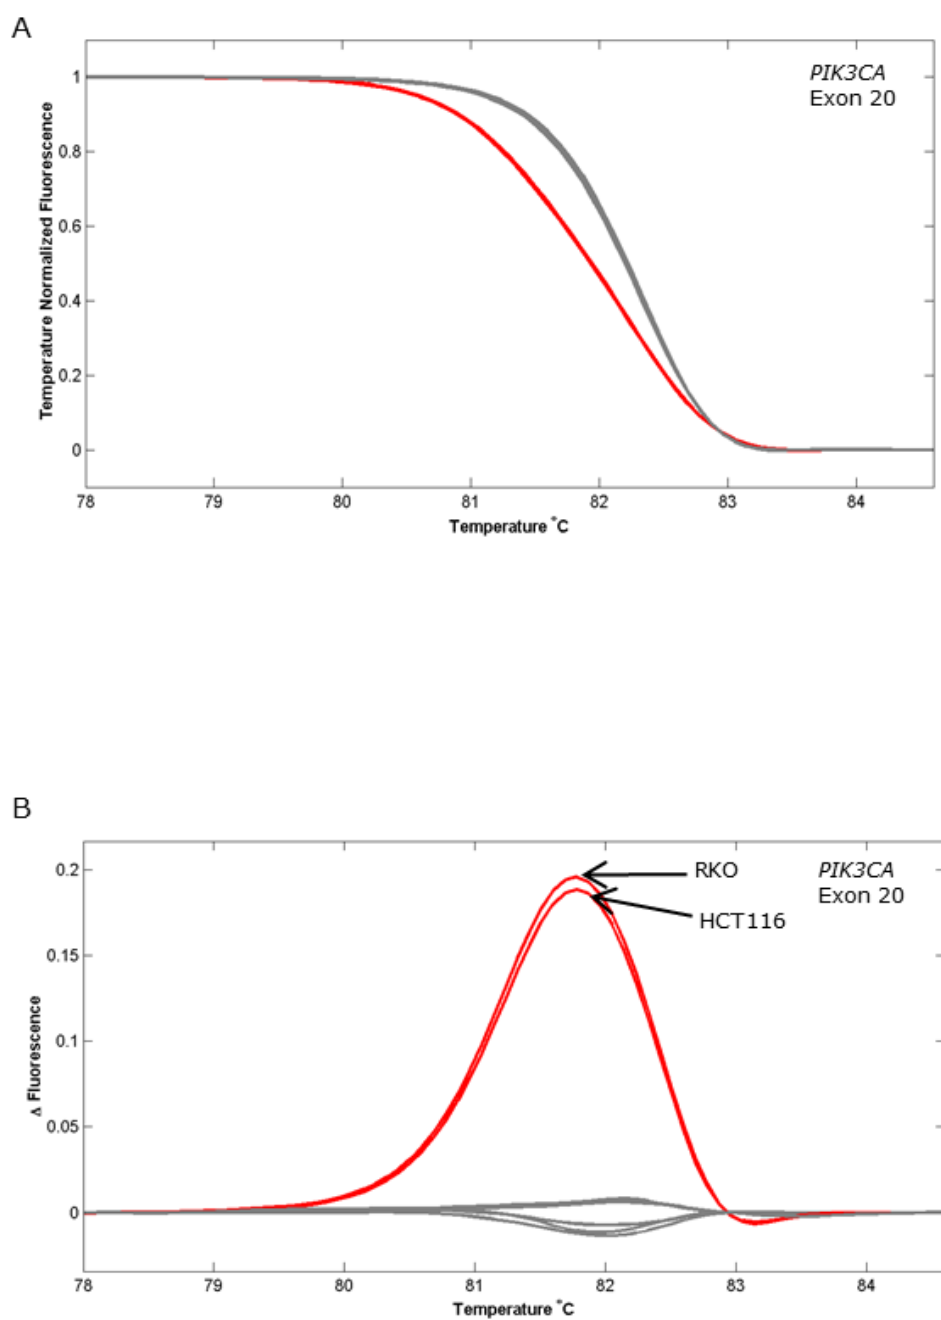 A
PIK3CA
Exon 20
1
0.8
0.6
0.4
0.2
0
Temperature Normalized Fluorescence
78 79 80 81 82 83 84
Temperature °C
B
RKO
HCT116
PIK3CA
Exon 20
0.2
0.15
0.1
0.05
0
Δ Fluorescence
78 79 80 81 82 83 84
Temperature °C